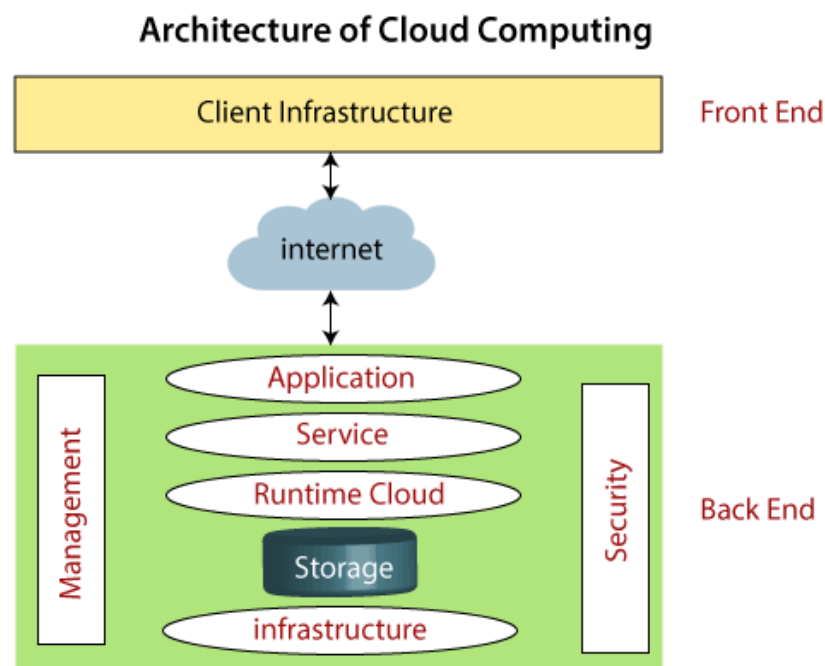 Architecture of Cloud Computing
Client Infrastructure
Front End
internet
Application
Service
Runtime Cloud
Storage
infrastructure
Management
Security
Back End